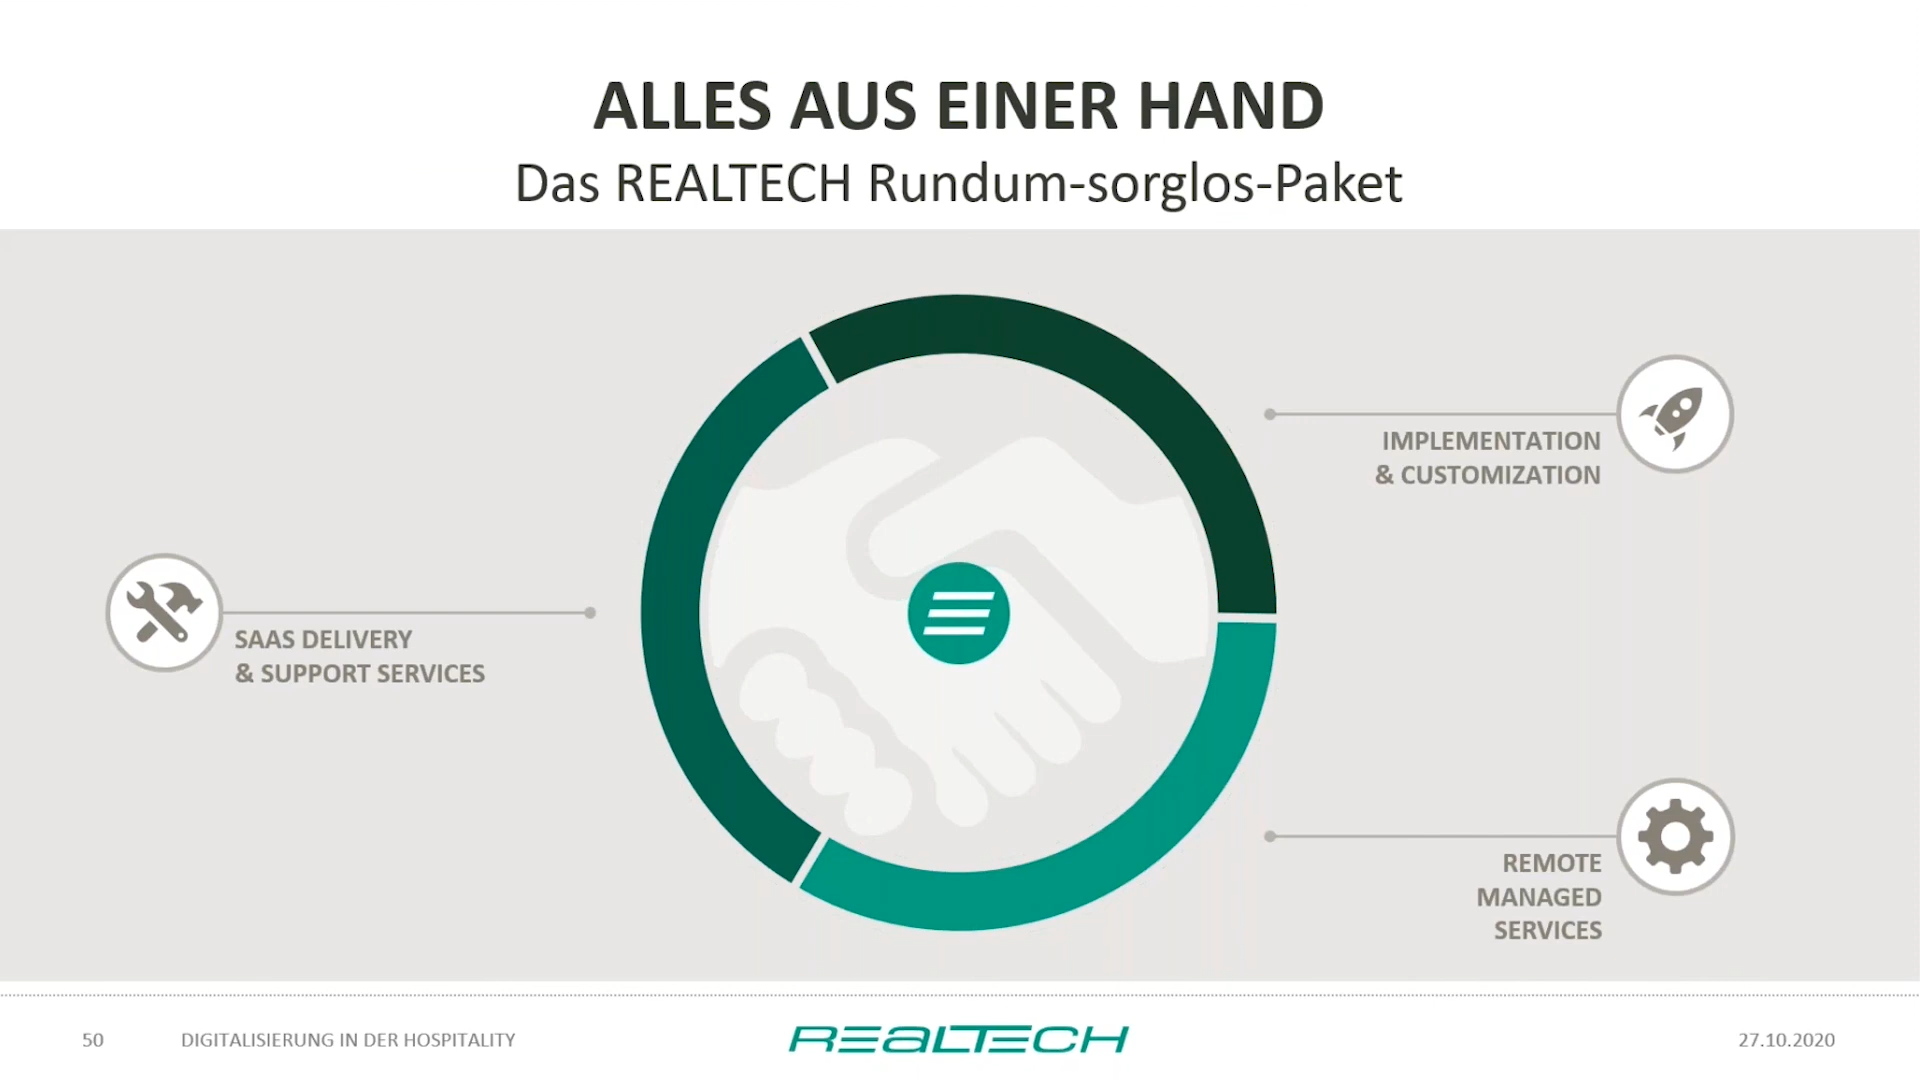 ALLES AUS EINER HAND
Das REALTECH Rundum-sorglos-Paket
IMPLEMENTATION
& CUSTOMIZATION
SAAS DELIVERY
& SUPPORT SERVICES
REMOTE
MANAGED
SERVICES
50
DIGITALISIERUNG IN DER HOSPITALITY
REALTECH
27.10.2020